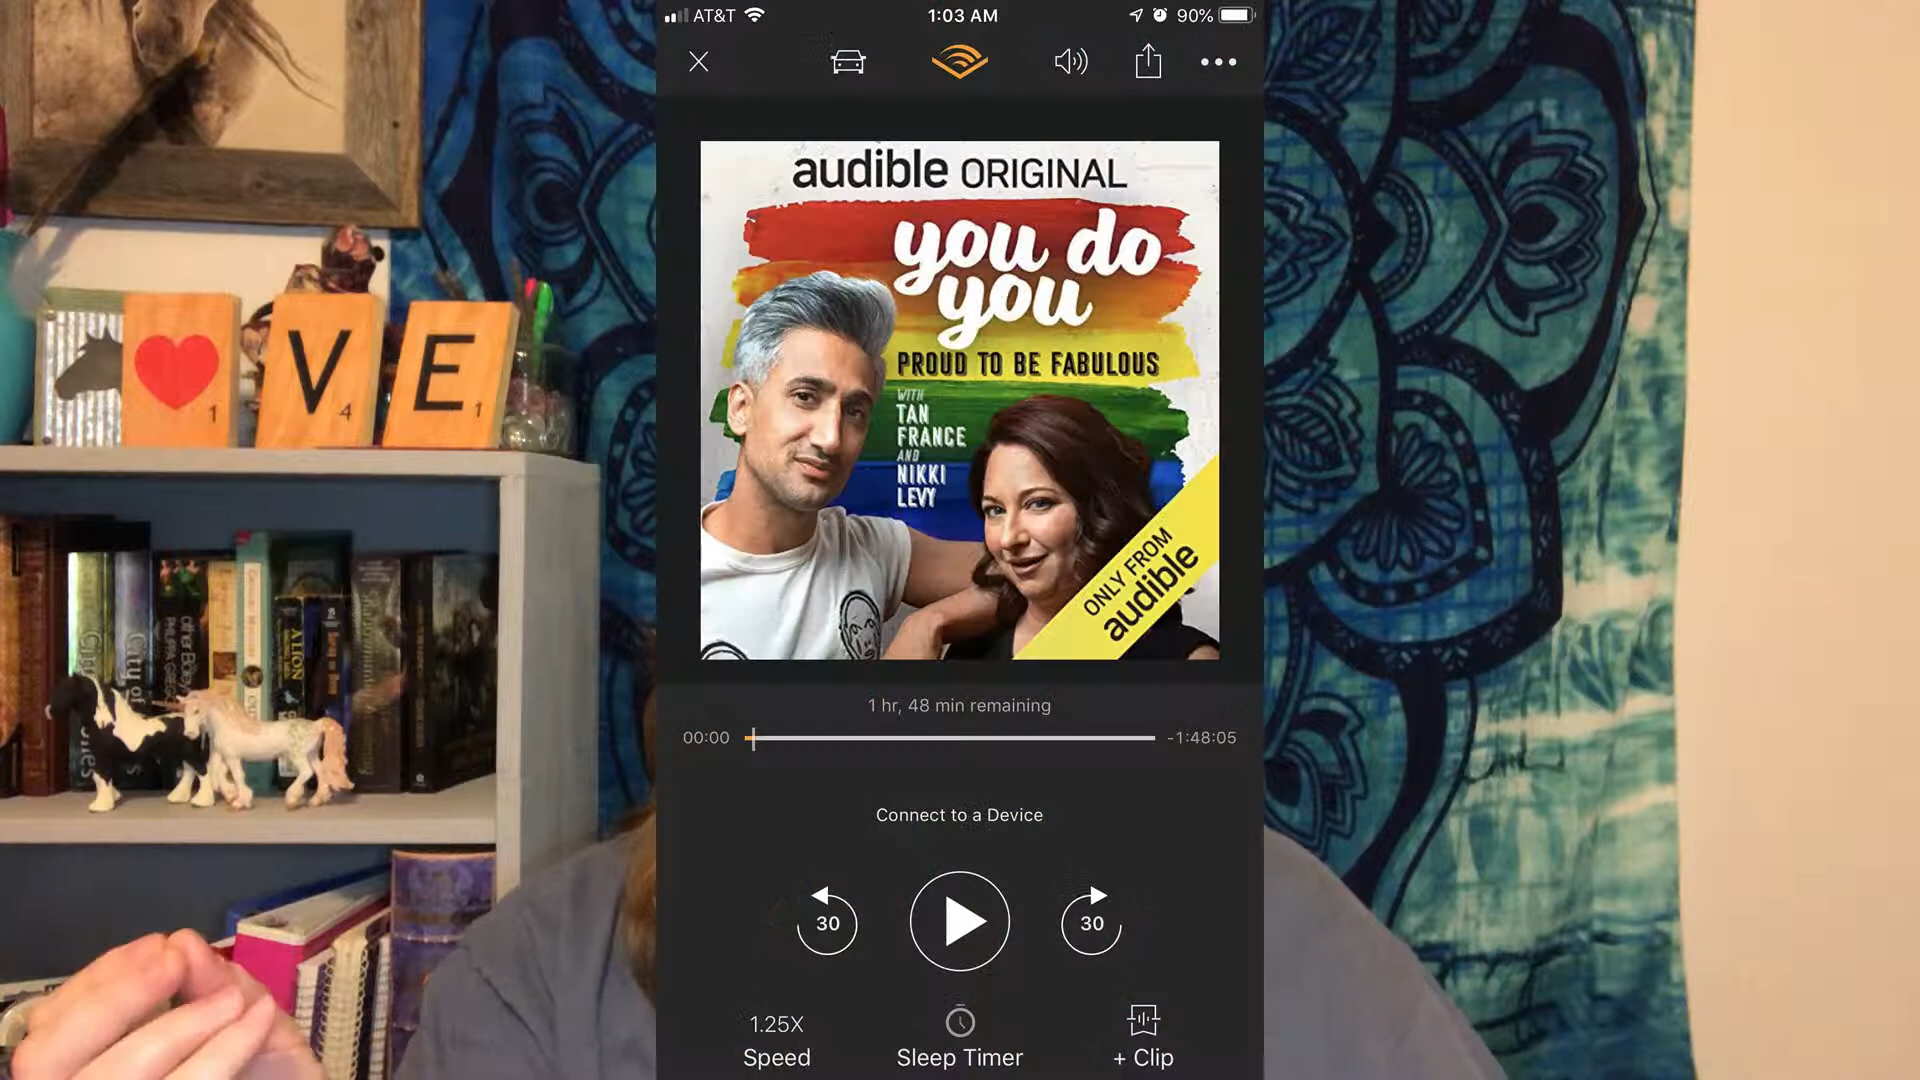 AT&T
1:03 AM
90%
audible ORIGINAL
you do
you
PROUD TO BE FABULOUS
WITH
TAN
FRANCE
AND
NIKKI
LEVY
ONLY FROM
audible
1 hr, 48 min remaining
00:00
-1:48:05
Connect to a Device
30
30
1.25X
Speed
Sleep Timer
+ Clip
1
V
4
E
1
City of